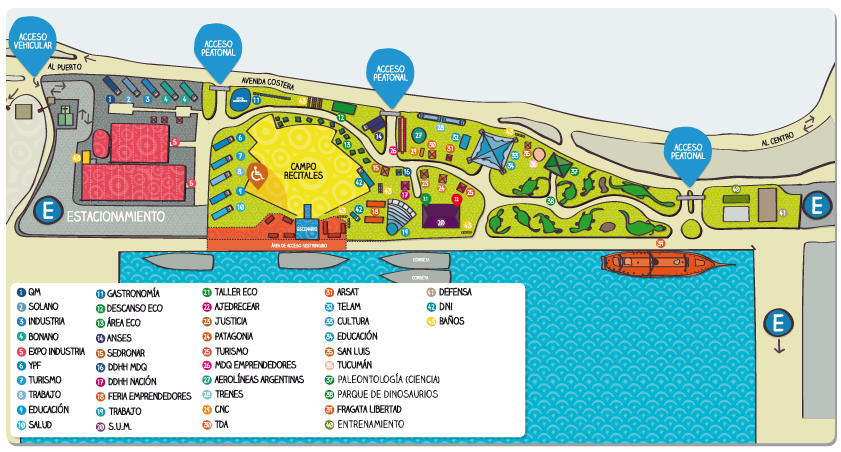 ACCESO
VEHICULAR
AL PUERTO
ACCESO
PEATONAL
AVENIDA COSTERA
ACCESO
PEATONAL
ACCESO
PEATONAL
AL CENTRO
CAMPO
RECITALES
ESCENARIO
E
ESTACIONAMIENTO
ÁREA DE ACCESO RESTRINGIDO
CORBETA
CORBETA
E
E
1 QM
2 SOLANO
3 INDUSTRIA
4 BONANO
5 EXPO INDUSTRIA
6 YPF
7 TURISMO
8 TRABAJO
9 EDUCACIÓN
10 SALUD
11 GASTRONOMÍA
12 DESCANSO ECO
13 ÁREA ECO
14 ANSES
15 SEDRONAR
16 DDHH MDQ
17 DDHH NACIÓN
18 FERIA EMPRENDEDORES
19 TRABAJO
20 S.U.M.
21 TALLER ECO
22 AJEDRECEAR
23 JUSTICIA
24 PATAGONIA
25 TURISMO
26 MDQ EMPRENDEDORES
27 AEROLÍNEAS ARGENTINAS
28 TRENES
29 CNC
30 TDA
31 ARSAT
32 TELAM
33 CULTURA
34 EDUCACIÓN
35 SAN LUIS
36 TUCUMÁN
37 PALEONTOLOGÍA (CIENCIA)
38 PARQUE DE DINOSAURIOS
39 FRAGATA LIBERTAD
40 ENTRENAMIENTO
41 DEFENSA
42 DNI
43 BAÑOS